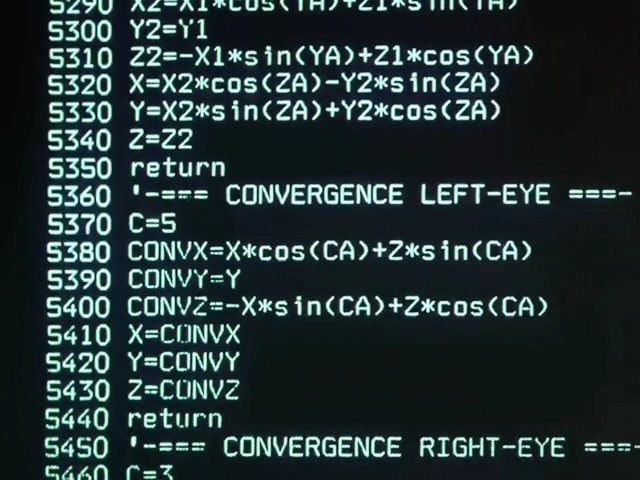 5290 X2=X1*cos(YA)+Z1*sin(YA)
5300 Y2=Y1
5310 Z2=-X1*sin(YA)+Z1*cos(YA)
5320 X=X2*cos(ZA)-Y2*sin(ZA)
5330 Y=X2*sin(ZA)+Y2*cos(ZA)
5340 Z=Z2
5350 return
5360 '-=== CONVERGENCE LEFT-EYE ===-
5370 C=5
5380 CONVX=X*cos(CA)+Z*sin(CA)
5390 CONVY=Y
5400 CONVZ=-X*sin(CA)+Z*cos(CA)
5410 X=CONVX
5420 Y=CONVY
5430 Z=CONVZ
5440 return
5450 '-=== CONVERGENCE RIGHT-EYE ===-
5460 C=3